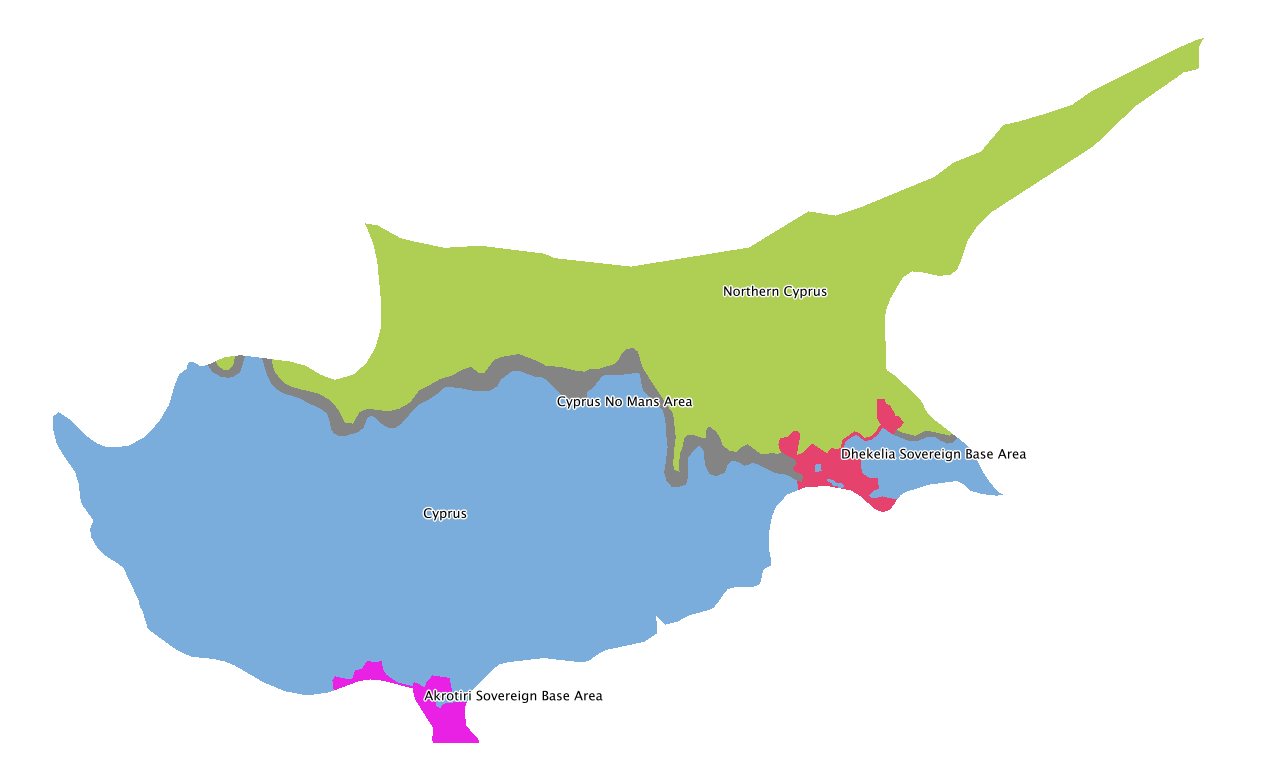 Northern Cyprus
Cyprus No Mans Area
Dhekelia Sovereign Base Area
Cyprus
Akrotiri Sovereign Base Area